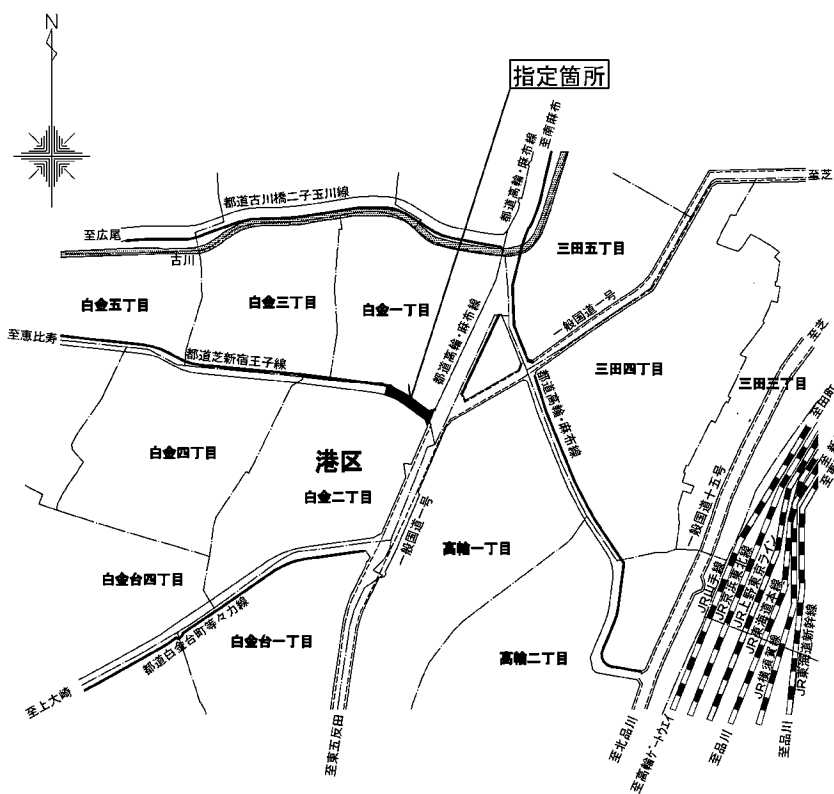 N
指定箇所
至南麻布
都道高輪・麻布線
都道古川橋二子玉川線
至芝
至広尾
古川
三田五丁目
白金五丁目
白金三丁目
白金一丁目
都道高輪・麻布線
一般国道一号
至恵比寿
都道芝新宿王子線
至芝
三田四丁目
三田三丁目
都道高輪・麻布線
至田町
白金四丁目
港区
白金二丁目
一般国道十五号
一般国道一号
高輪一丁目
白金台四丁目
都道白金台町等々力線
白金台一丁目
高輪二丁目
JR山手線
JR京浜東北線
JR上野東京ライン
JR東海道本線
JR横須賀線
JR東海道新幹線
至上大崎
至東五反田
至北品川
至高輪ゲートウェイ
至品川
至品川